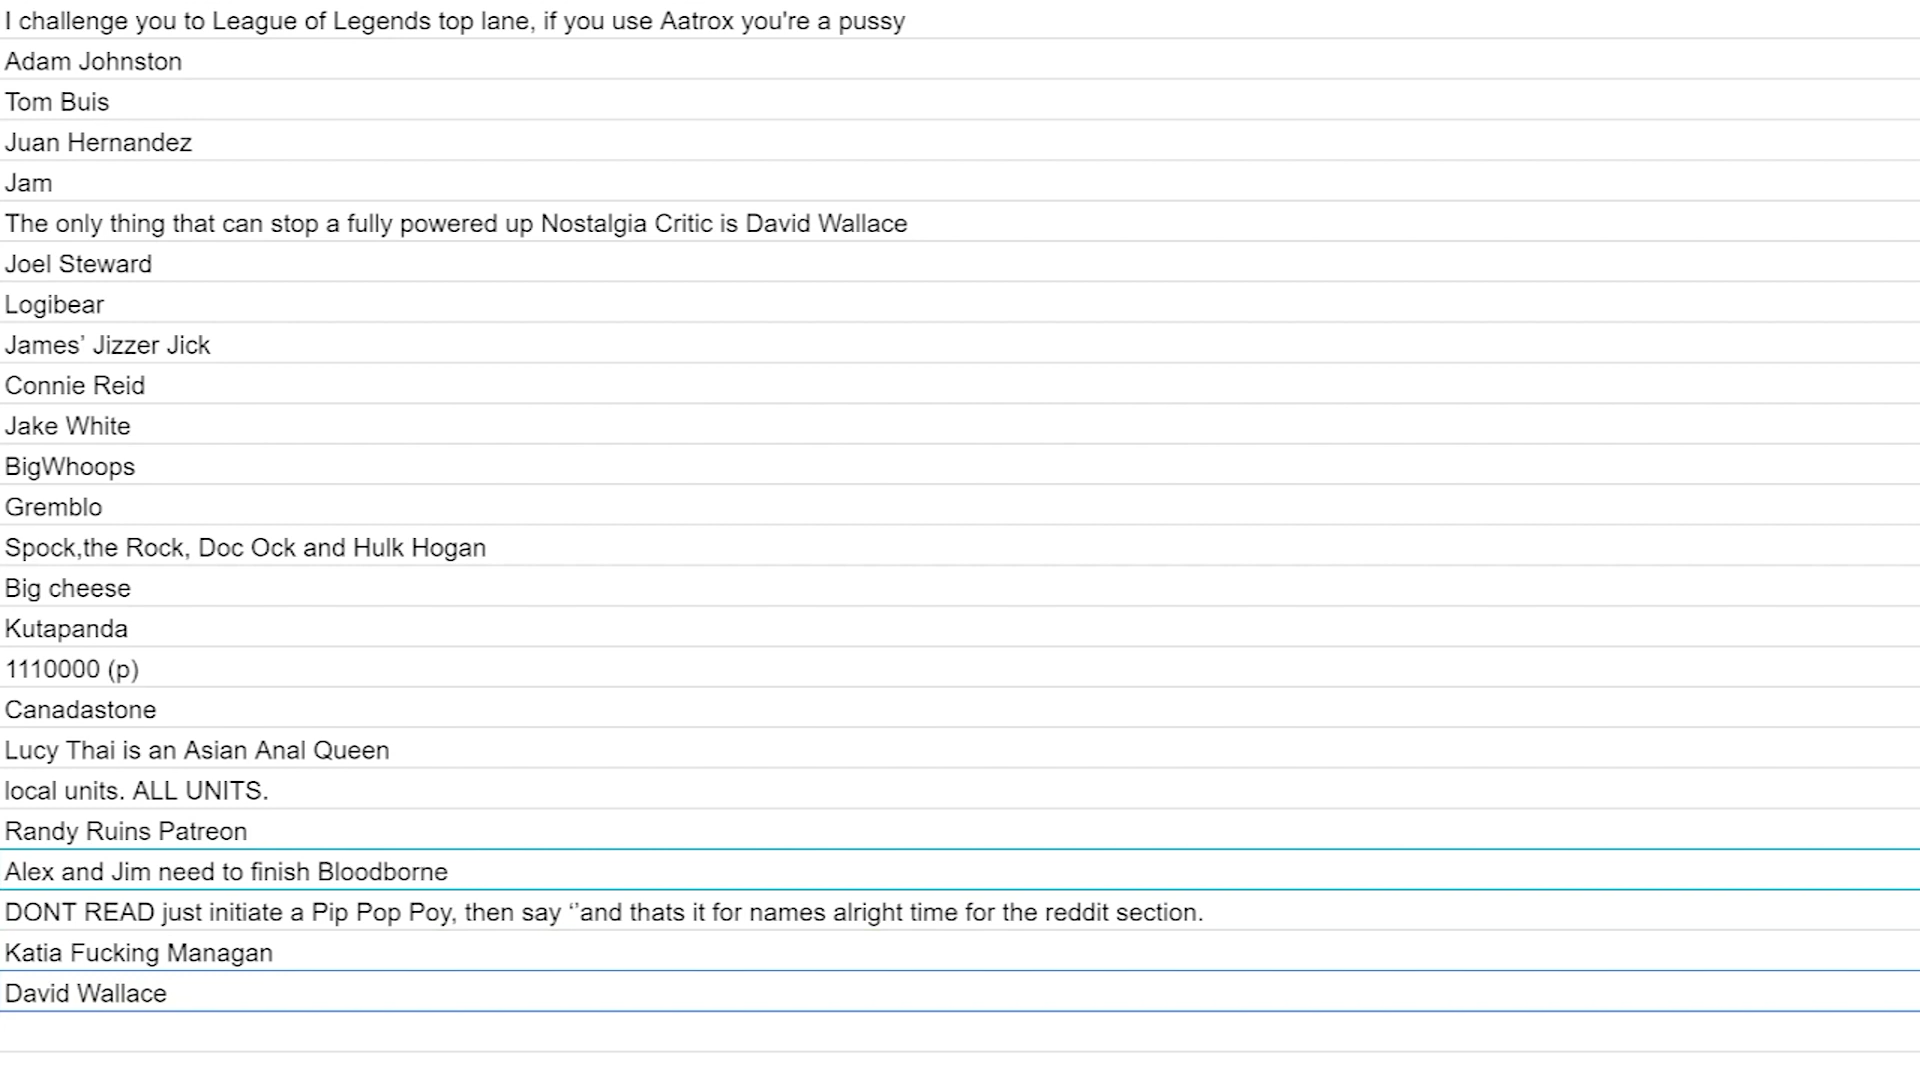 I challenge you to League of Legends top lane, if you use Aatrox you're a pussy
Adam Johnston
Tom Buis
Juan Hernandez
Jam
The only thing that can stop a fully powered up Nostalgia Critic is David Wallace
Joel Steward
Logibear
James’ Jizzer Jick
Connie Reid
Jake White
BigWhoops
Gremblo
Spock,the Rock, Doc Ock and Hulk Hogan
Big cheese
Kutapanda
1110000 (p)
Canadastone
Lucy Thai is an Asian Anal Queen
local units. ALL UNITS.
Randy Ruins Patreon
Alex and Jim need to finish Bloodborne
DONT READ just initiate a Pip Pop Poy, then say ‘’and thats it for names alright time for the reddit section.
Katia Fucking Managan
David Wallace